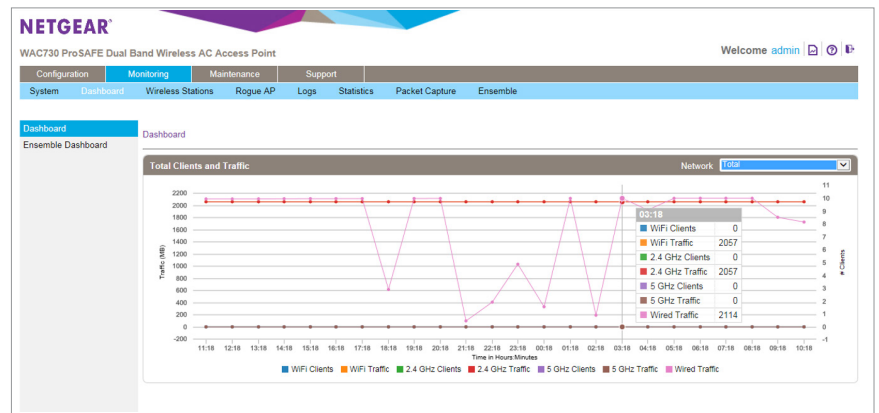 NETGEAR®
WAC730 ProSAFE Dual Band Wireless AC Access Point
Welcome admin
Configuration Monitoring Maintenance Support
System Dashboard Wireless Stations Rogue AP Logs Statistics Packet Capture Ensemble
Dashboard
Ensemble Dashboard
Dashboard
Total Clients and Traffic
Network Total
Traffic (MB)
2200
2000
1800
1600
1400
1200
1000
800
600
400
200
0
-200
11
10
9
8
7
6
5
4
3
2
1
0
-1
# Clients
03:18
WiFi Clients 0
WiFi Traffic 2057
2.4 GHz Clients 0
2.4 GHz Traffic 2057
5 GHz Clients 0
5 GHz Traffic 0
Wired Traffic 2114
11:18 12:18 13:18 14:18 15:18 16:18 17:18 18:18 19:18 20:18 21:18 22:18 23:18 00:18 01:18 02:18 03:18 04:18 05:18 06:18 07:18 08:18 09:18 10:18
Time in Hours:Minutes
WiFi Clients WiFi Traffic 2.4 GHz Clients 2.4 GHz Traffic 5 GHz Clients 5 GHz Traffic Wired Traffic